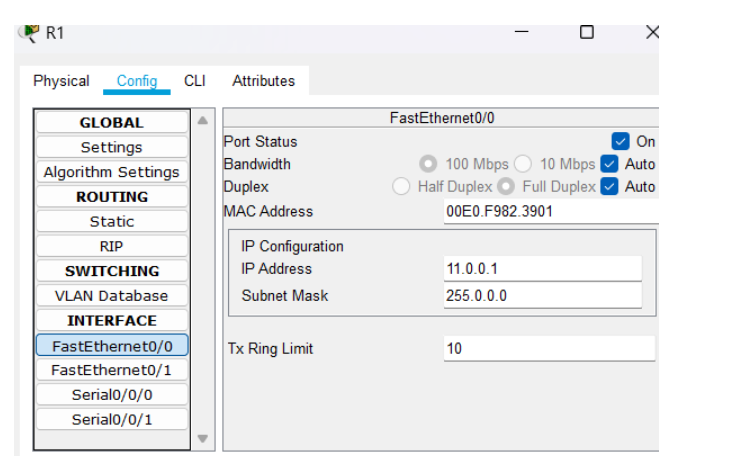 R1
Physical Config CLI Attributes
GLOBAL
Settings
Algorithm Settings
ROUTING
Static
RIP
SWITCHING
VLAN Database
INTERFACE
FastEthernet0/0
FastEthernet0/1
Serial0/0/0
Serial0/0/1
FastEthernet0/0
Port Status On
Bandwidth 100 Mbps 10 Mbps Auto
Duplex Half Duplex Full Duplex Auto
MAC Address 00E0.F982.3901
IP Configuration
IP Address 11.0.0.1
Subnet Mask 255.0.0.0
Tx Ring Limit 10